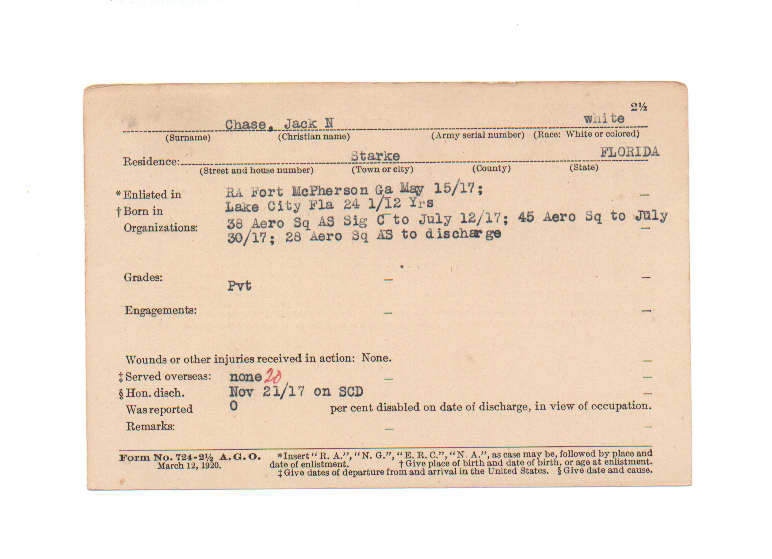 2½
Chase, Jack N white
(Surname) (Christian name) (Army serial number) (Race: White or colored)
Residence: Starke FLORIDA
(Street and house number) (Town or city) (County) (State)
*Enlisted in RA Fort McPherson Ga May 15/17;
†Born in Lake City Fla 24 1/12 Yrs
Organizations: 38 Aero Sq AS Sig C to July 12/17; 45 Aero Sq to July
30/17; 28 Aero Sq AS to discharge
Grades: Pvt
Engagements:
Wounds or other injuries received in action: None.
‡Served overseas: none 20
§Hon. disch. Nov 21/17 on SCD
Was reported 0 per cent disabled on date of discharge, in view of occupation.
Remarks:
Form No. 724-2½ A.G.O. *Insert "R. A.", "N. G.", "E. R. C.", "N. A.", as case may be, followed by place and
March 12, 1920. date of enlistment. †Give place of birth and date of birth, or age at enlistment.
‡Give dates of departure from and arrival in the United States. §Give date and cause.